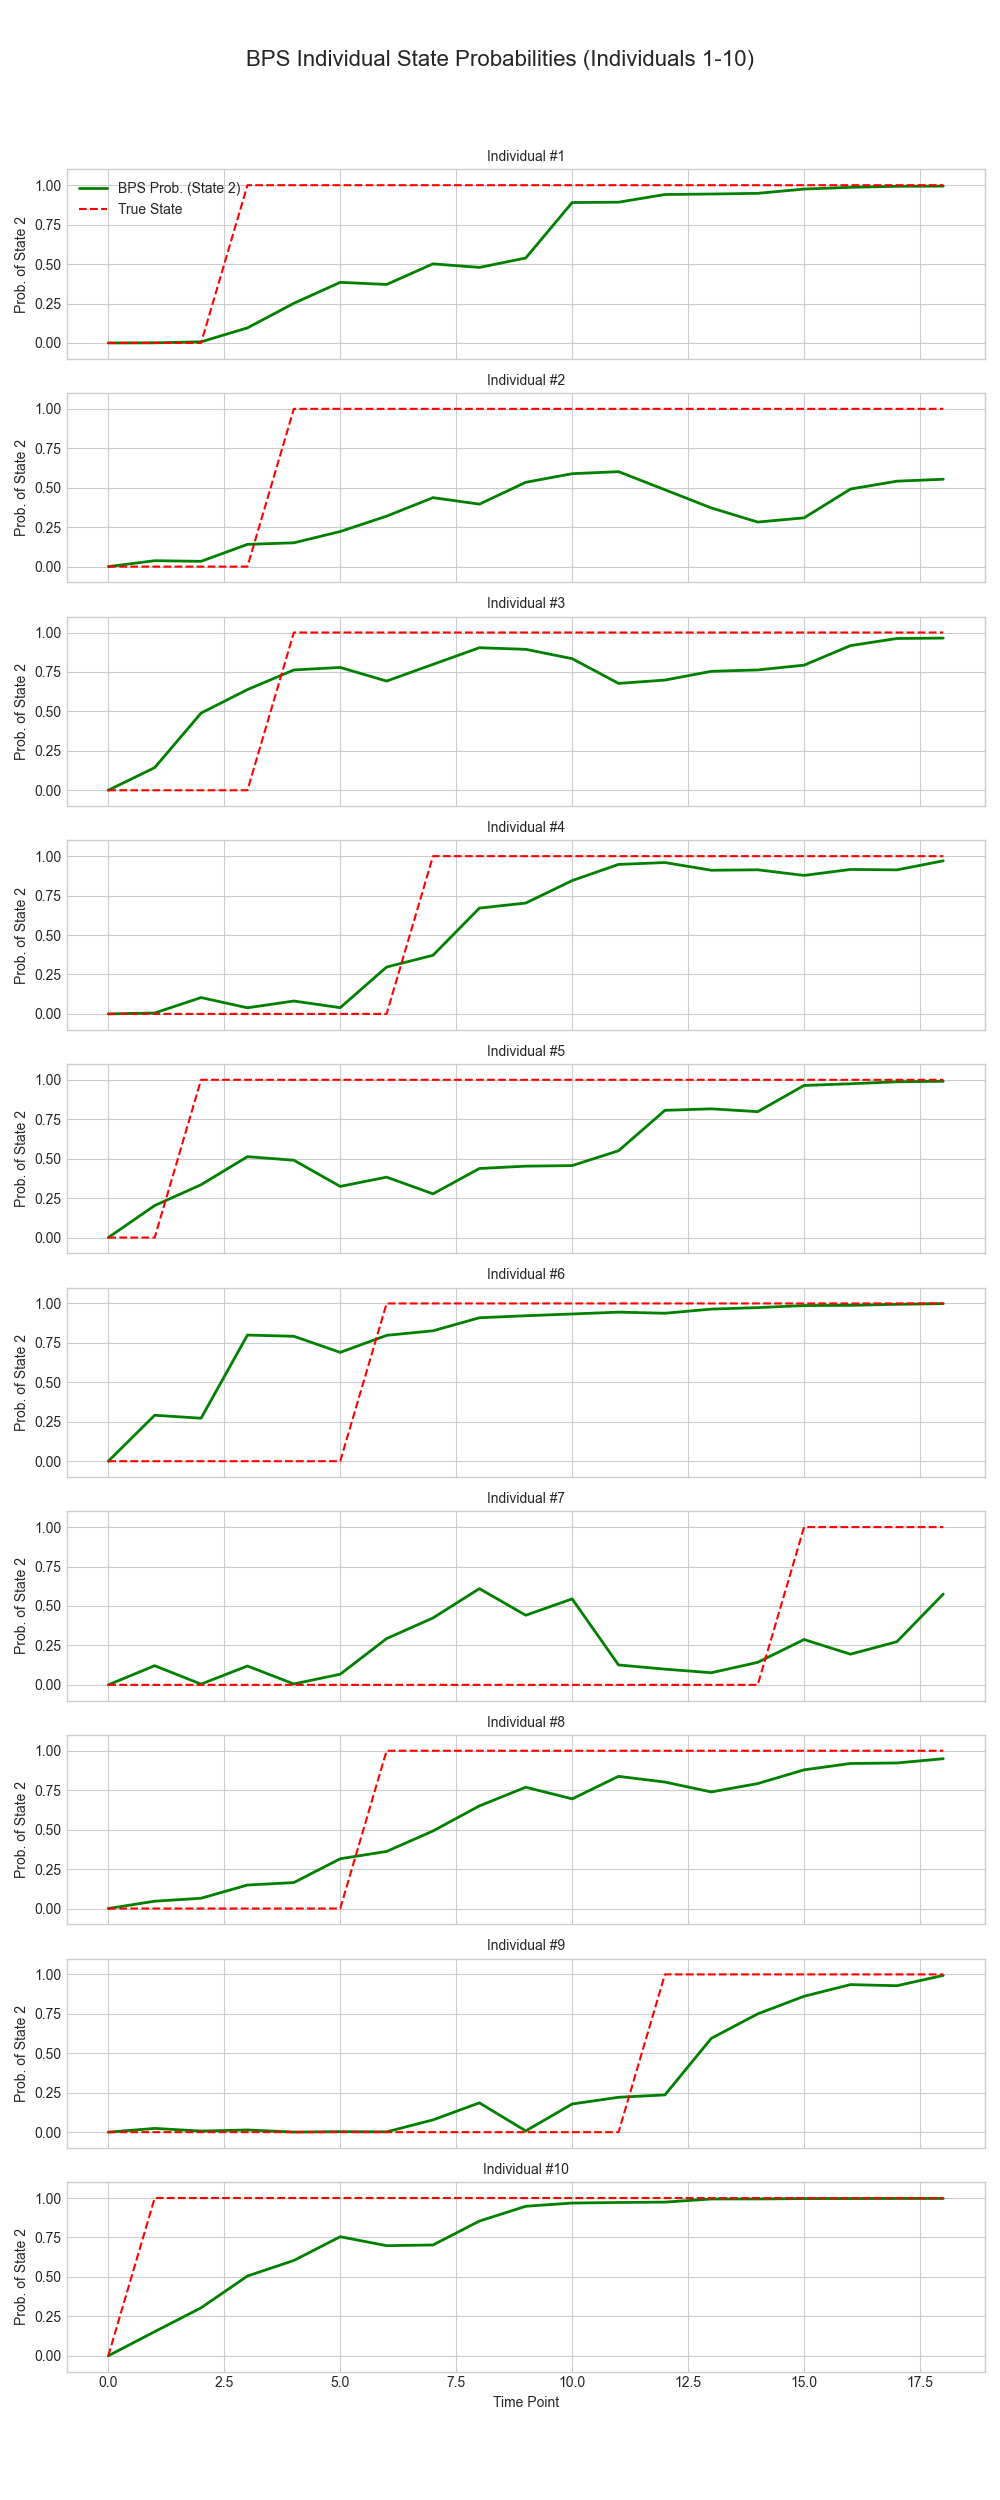 BPS Individual State Probabilities (Individuals 1-10)
Individual #1
1.00
0.75
0.50
0.25
0.00
Prob. of State 2
BPS Prob. (State 2)
True State
Individual #2
1.00
0.75
0.50
0.25
0.00
Prob. of State 2
Individual #3
1.00
0.75
0.50
0.25
0.00
Prob. of State 2
Individual #4
1.00
0.75
0.50
0.25
0.00
Prob. of State 2
Individual #5
1.00
0.75
0.50
0.25
0.00
Prob. of State 2
Individual #6
1.00
0.75
0.50
0.25
0.00
Prob. of State 2
Individual #7
1.00
0.75
0.50
0.25
0.00
Prob. of State 2
Individual #8
1.00
0.75
0.50
0.25
0.00
Prob. of State 2
Individual #9
1.00
0.75
0.50
0.25
0.00
Prob. of State 2
Individual #10
1.00
0.75
0.50
0.25
0.00
Prob. of State 2
0.0 2.5 5.0 7.5 10.0 12.5 15.0 17.5
Time Point